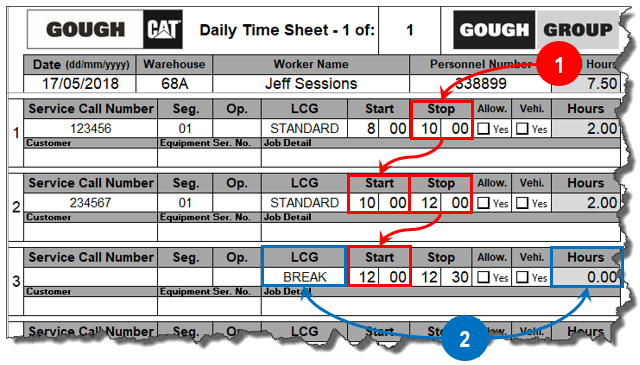 GOUGH CAT Daily Time Sheet - 1 of: 1 GOUGH GROUP
Date (dd/mm/yyyy) Warehouse Worker Name Personnel Number Hours
17/05/2018 68A Jeff Sessions 338899 7.50
1
Service Call Number Seg. Op. LCG Start Stop Allow. Vehi. Hours
1 123456 01 STANDARD 8 00 10 00 Yes Yes 2.00
Customer Equipment Ser. No. Job Detail
Service Call Number Seg. Op. LCG Start Stop Allow. Vehi. Hours
2 234567 01 STANDARD 10 00 12 00 Yes Yes 2.00
Customer Equipment Ser. No. Job Detail
Service Call Number Seg. Op. LCG Start Stop Allow. Vehi. Hours
3 BREAK 12 00 12 30 Yes Yes 0.00
Customer Equipment Ser. No. Job Detail
Service Call Number Seg. Op. LCG Start Stop Allow. Vehi. Hours
2